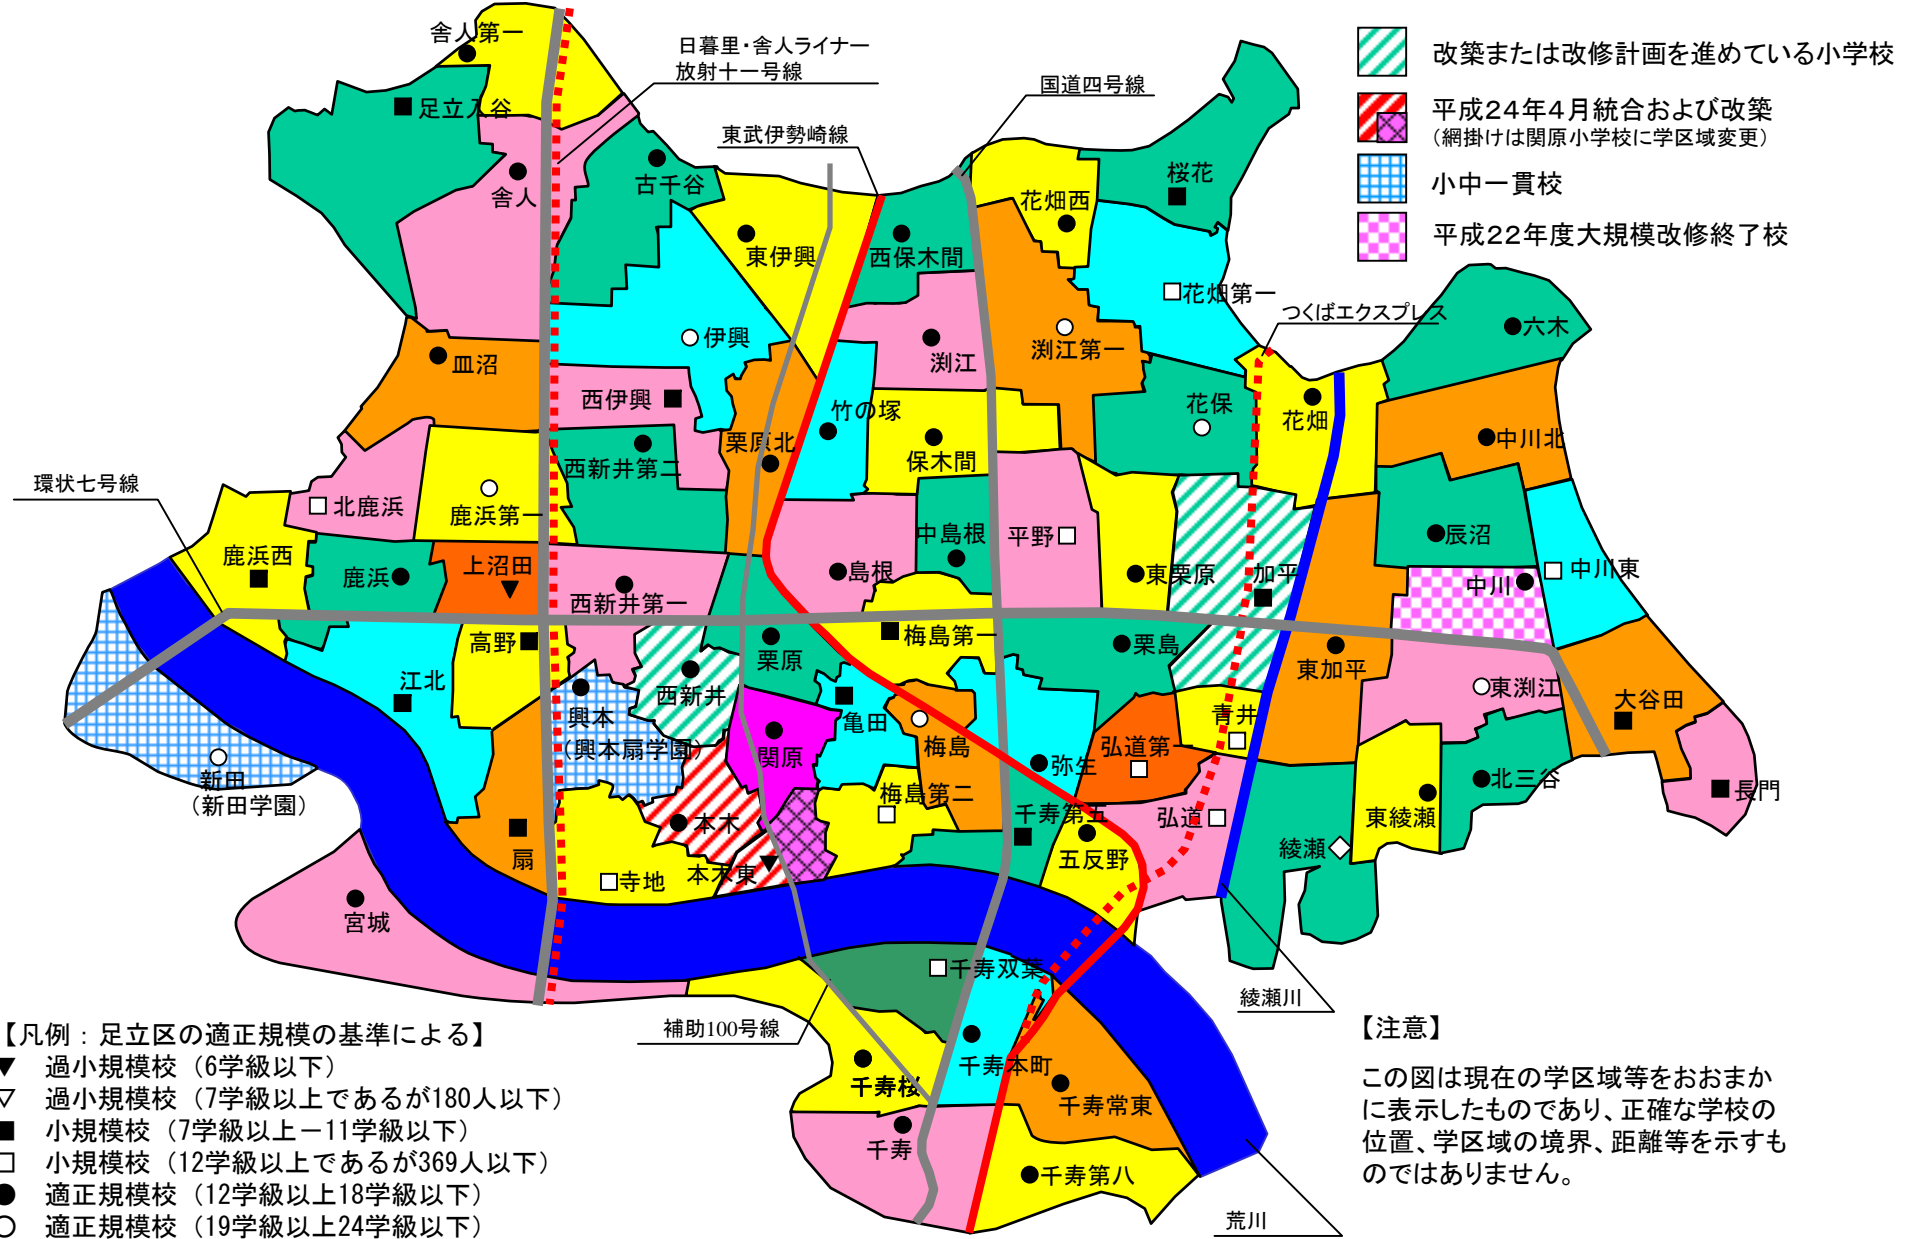 舎人第一
日暮里・舎人ライナー
放射十一号線
足立入谷
舎人
古千谷
東武伊勢崎線
国道四号線
改築または改修計画を進めている小学校
平成24年4月統合および改築
(網掛けは関原小学校に学区域変更)
小中一貫校
平成22年度大規模改修終了校
桜花
花畑西
東伊興
西保木間
花畑第一
つくばエクスプレス
六木
伊興
渕江
渕江第一
皿沼
西伊興
竹の塚
花保
花畑
中川北
栗原北
保木間
西新井第二
環状七号線
北鹿浜
鹿浜第一
中島根
平野
辰沼
鹿浜西
鹿浜
上沼田
西新井第一
島根
東栗原
加平
中川
中川東
高野
梅島第一
栗島
東加平
栗原
江北
西新井
亀田
東渕江
大谷田
興本
(興本扇学園)
関原
梅島
弥生
弘道第一
青井
新田
(新田学園)
梅島第二
北三谷
長門
扇
本木
千寿第五
弘道
東綾瀬
五反野
綾瀬
本木東
寺地
宮城
千寿双葉
綾瀬川
補助100号線
千寿桜
千寿本町
千寿常東
千寿
千寿第八
荒川
【凡例：足立区の適正規模の基準による】
▼ 過小規模校（6学級以下）
▽ 過小規模校（7学級以上であるが180人以下）
■ 小規模校（7学級以上－11学級以下）
□ 小規模校（12学級以上であるが369人以下）
● 適正規模校（12学級以上18学級以下）
○ 適正規模校（19学級以上24学級以下）
【注意】
この図は現在の学区域等をおおまか
に表示したものであり、正確な学校の
位置、学区域の境界、距離等を示すも
のではありません。